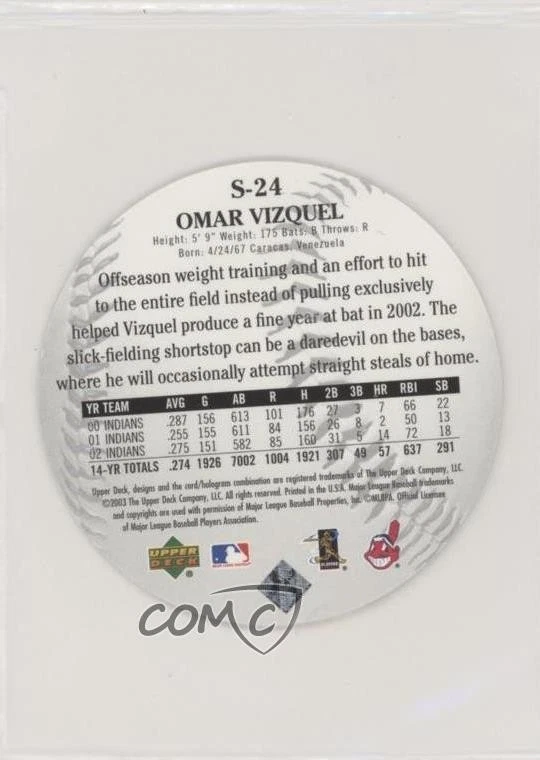 S-24
OMAR VIZQUEL
Height: 5' 9" Weight: 175 Bats: B Throws: R
Born: 4/24/67 Caracas, Venezuela
Offseason weight training and an effort to hit
to the entire field instead of pulling exclusively
helped Vizquel produce a fine year at bat in 2002. The
slick-fielding shortstop can be a daredevil on the bases,
where he will occasionally attempt straight steals of home.
YR TEAM AVG G AB R H 2B 3B HR RBI SB
00 INDIANS .287 156 613 101 176 27 3 7 66 22
01 INDIANS .255 155 611 84 156 26 8 2 50 13
02 INDIANS .275 151 582 85 160 31 5 14 72 18
14-YR TOTALS .274 1926 7002 1004 1921 307 49 57 637 291
Upper Deck, designs and the card/hologram combination are registered trademarks of The Upper Deck Company, LLC.
©2003 The Upper Deck Company, LLC. All rights reserved. Printed in the U.S.A. Major League Baseball trademarks
and copyrights are used with permission of Major League Baseball Properties, Inc. ©MLBPA, Official Licensee
of Major League Baseball Players Association.
UPPER
DECK
COMC